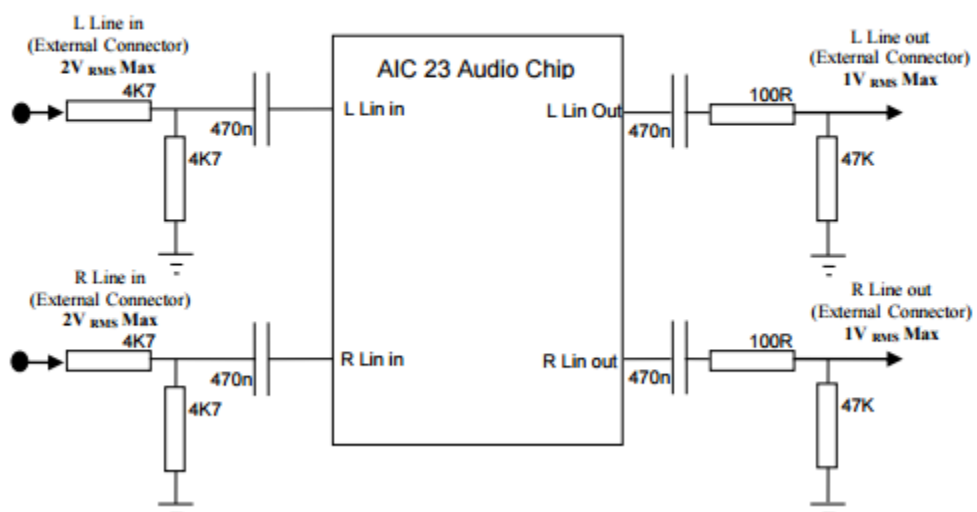 L Line in
(External Connector)
2V RMS Max
4K7
470n
4K7
AIC 23 Audio Chip
L Lin in
L Lin Out
L Line out
(External Connector)
1V RMS Max
100R
470n
47K
R Line in
(External Connector)
2V RMS Max
4K7
470n
4K7
R Lin in
R Lin out
R Line out
(External Connector)
1V RMS Max
100R
470n
47K